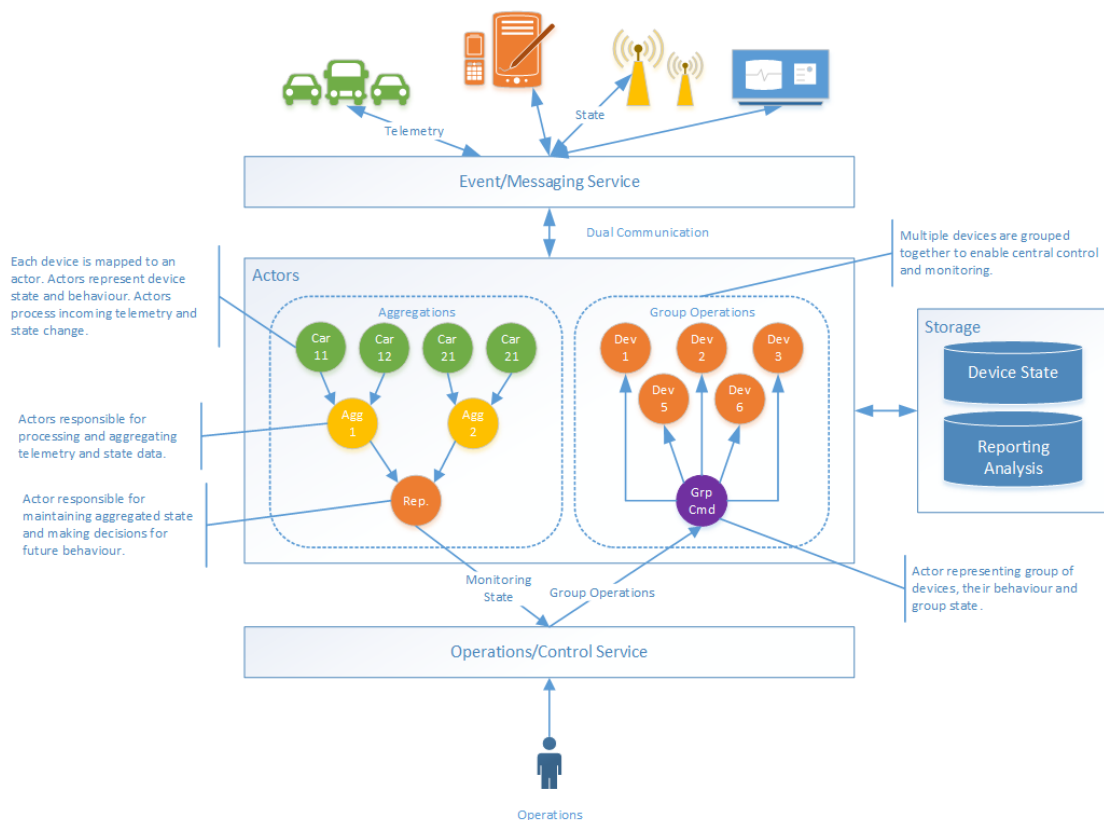 Telemetry
State
Event/Messaging Service
Dual Communication
Each device is mapped to an
actor. Actors represent device
state and behaviour. Actors
process incoming telemetry and
state change.
Multiple devices are grouped
together to enable central control
and monitoring.
Actors
Aggregations
Group Operations
Car
11
Car
12
Car
21
Car
21
Dev
1
Dev
2
Dev
3
Dev
5
Dev
6
Storage
Device State
Reporting
Analysis
Actors responsible for
processing and aggregating
telemetry and state data.
Agg
1
Agg
2
Actor responsible for
maintaining aggregated state
and making decisions for
future behaviour.
Rep.
Grp
Cmd
Monitoring
State
Group Operations
Actor representing group of
devices, their behaviour and
group state.
Operations/Control Service
Operations